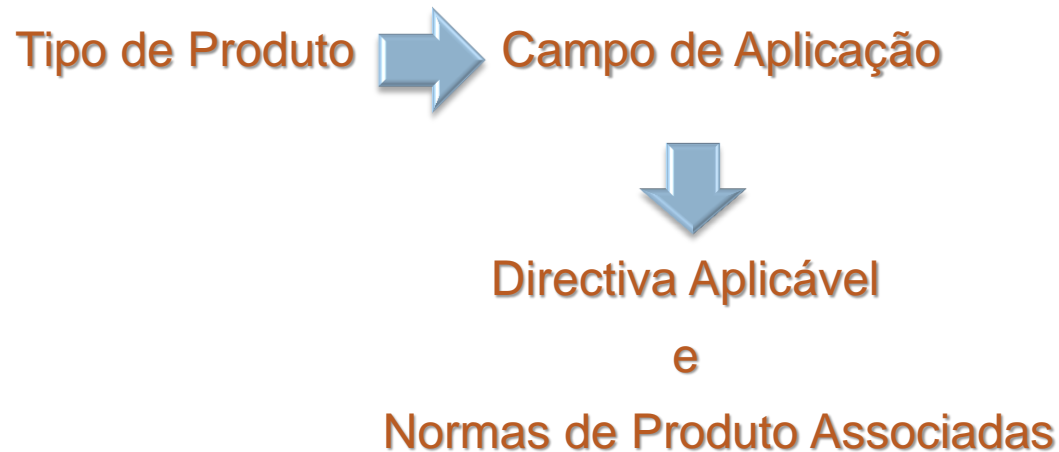 Tipo de Produto
Campo de Aplicação
Directiva Aplicável
e
Normas de Produto Associadas